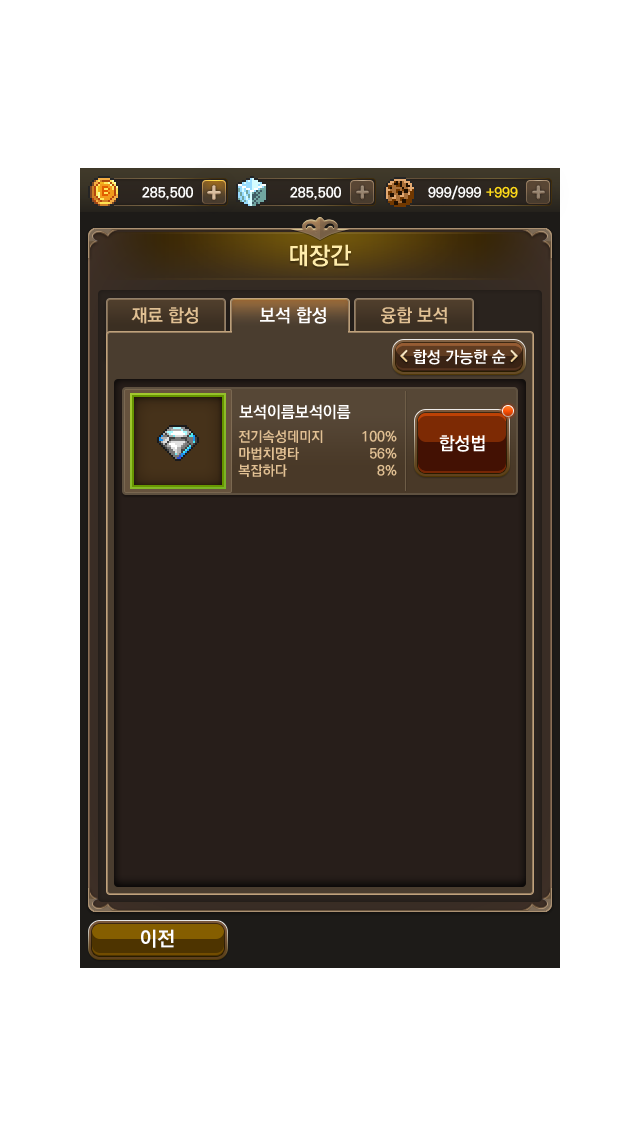 285,500 285,500 999/999 +999
대장간
재료 합성 보석 합성 융합 보석
합성 가능한 순
보석이름보석이름
전기속성데미지 100%
마법치명타 56%
복잡하다 8%
합성법
이전